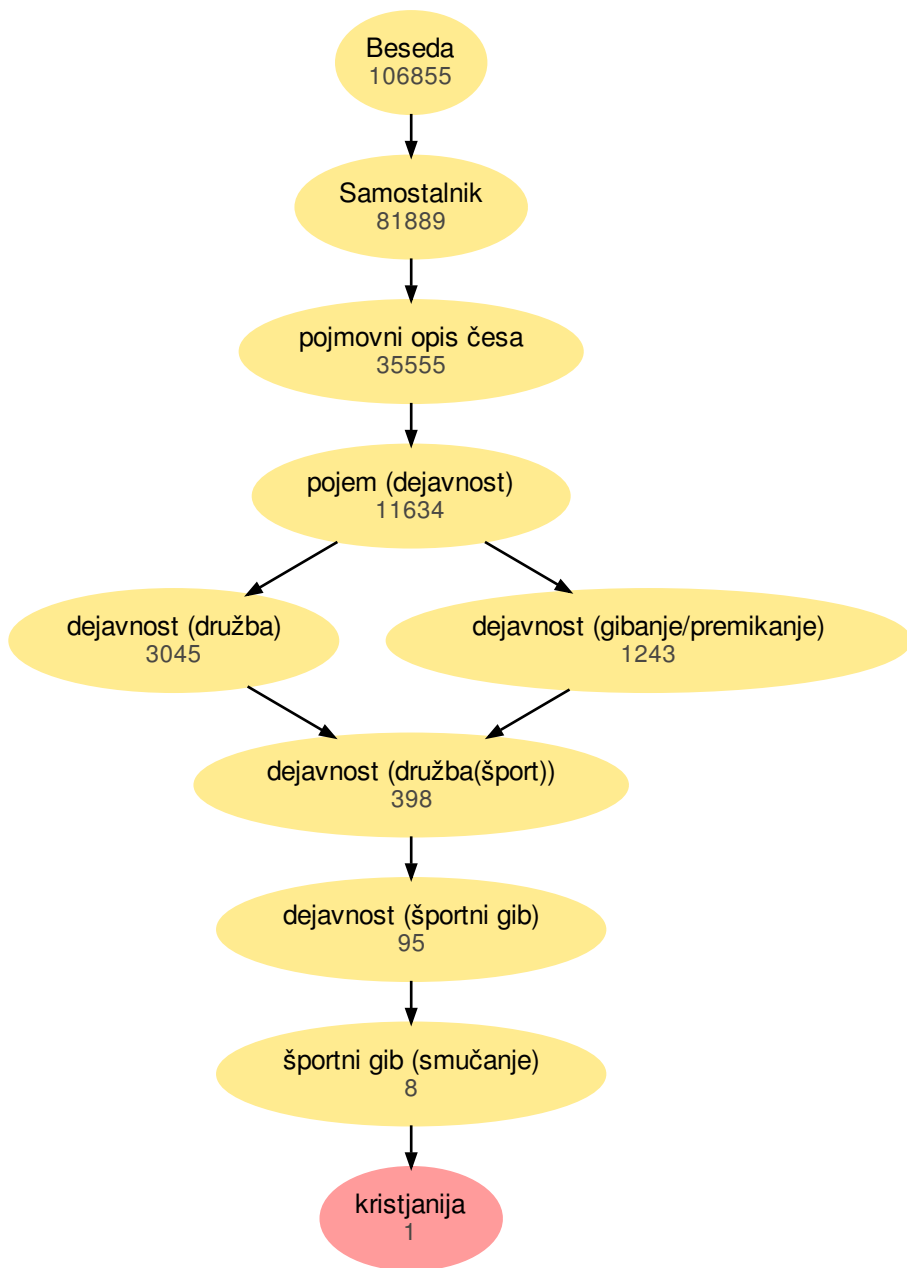 Beseda
106855
Samostalnik
81889
pojmovni opis česa
35555
pojem (dejavnost)
11634
dejavnost (družba)
3045
dejavnost (gibanje/premikanje)
1243
dejavnost (družba(šport))
398
dejavnost (športni gib)
95
športni gib (smučanje)
8
kristjanija
1